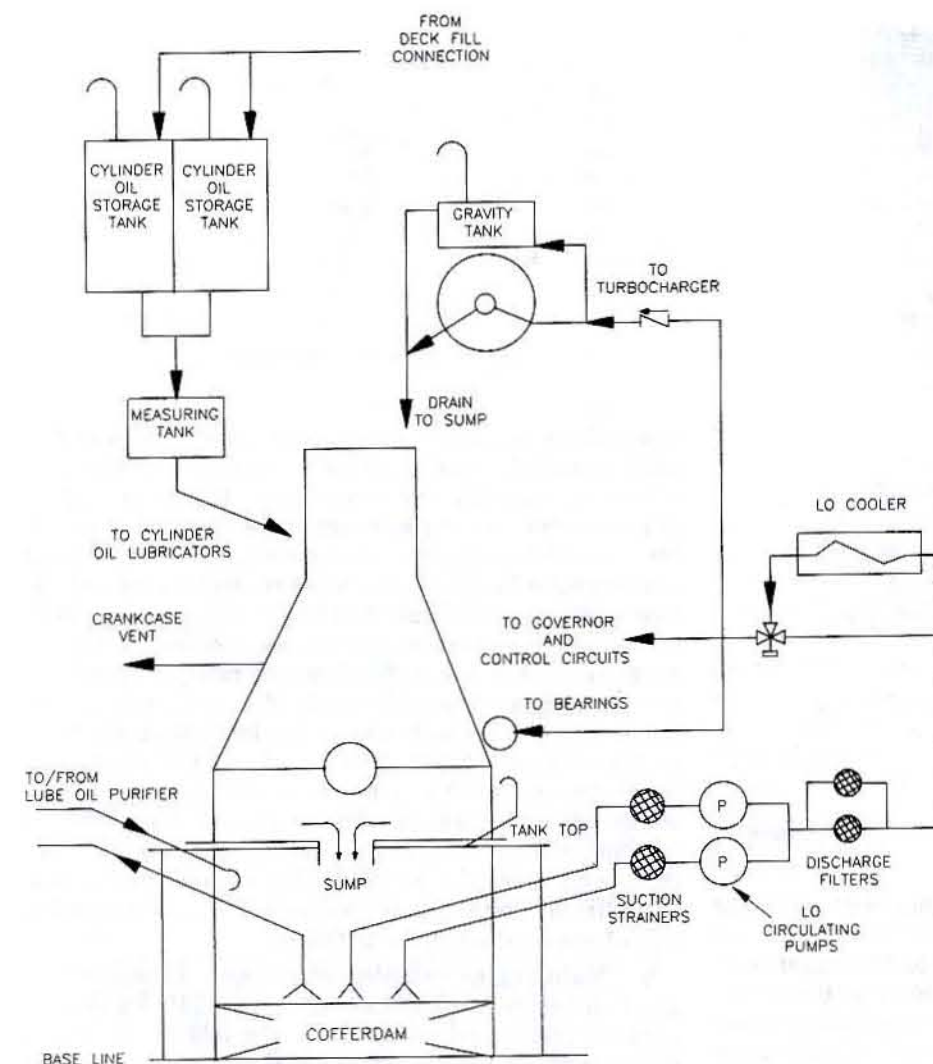 FROM
DECK FILL
CONNECTION
CYLINDER
OIL
STORAGE
TANK
CYLINDER
OIL
STORAGE
TANK
GRAVITY
TANK
TO
TURBOCHARGER
MEASURING
TANK
DRAIN
TO SUMP
LO COOLER
TO CYLINDER
OIL LUBRICATORS
CRANKCASE
VENT
TO GOVERNOR
AND
CONTROL CIRCUITS
TO BEARINGS
TO/FROM
LUBE OIL PURIFIER
TANK TOP
P
P
SUMP
SUCTION
STRAINERS
DISCHARGE
FILTERS
LO
CIRCULATING
PUMPS
COFFERDAM
BASE LINE